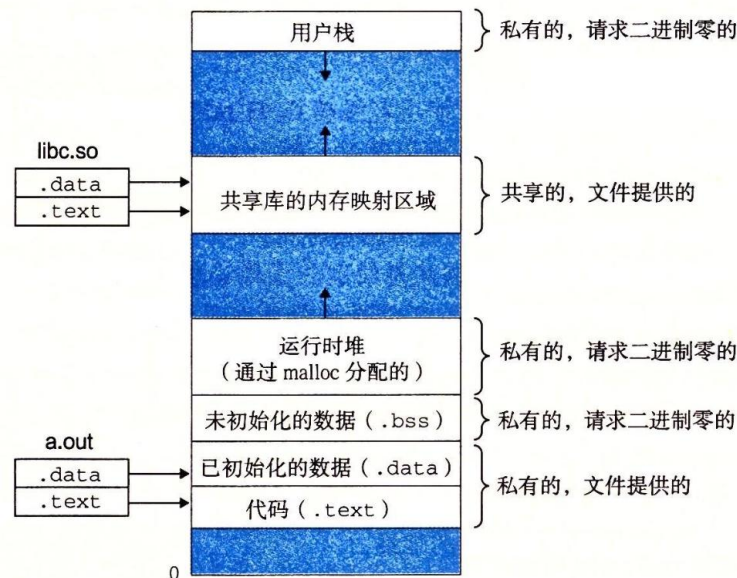 用户栈
私有的，请求二进制零的
libc.so
.data
.text
共享库的内存映射区域
共享的，文件提供的
运行时堆
（通过 malloc 分配的）
私有的，请求二进制零的
未初始化的数据（.bss）
私有的，请求二进制零的
a.out
.data
.text
已初始化的数据（.data）
代码（.text）
私有的，文件提供的
0